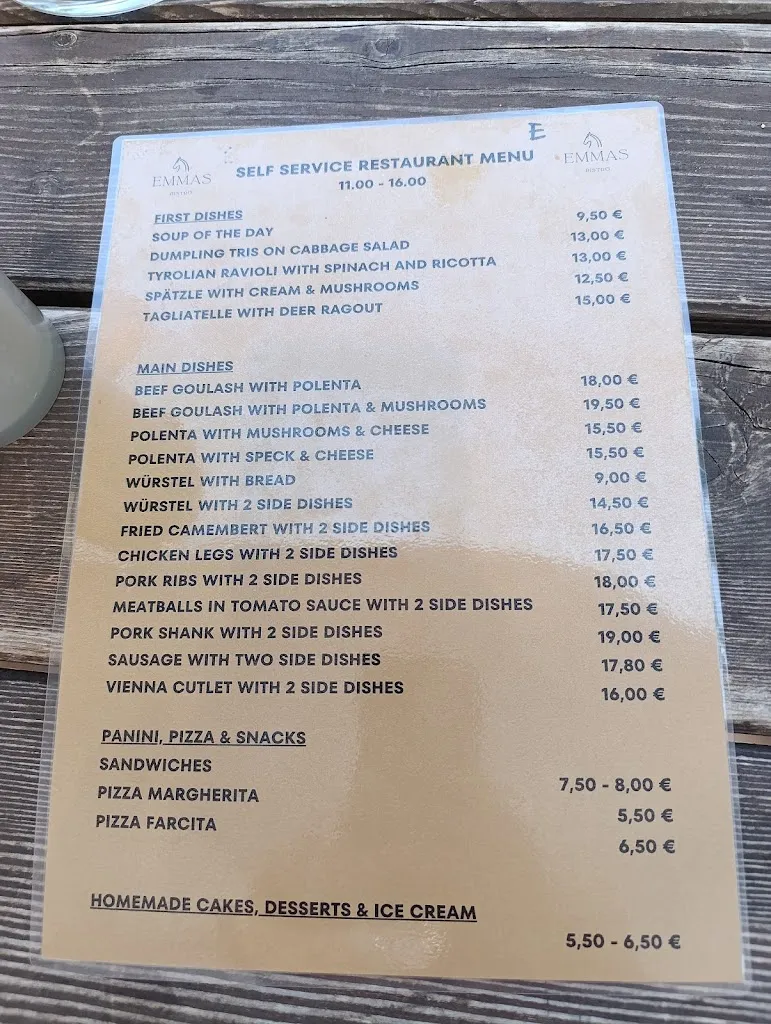 E
EMMAS
BISTRO
SELF SERVICE RESTAURANT MENU
11.00 - 16.00
EMMAS
BISTRO
FIRST DISHES
SOUP OF THE DAY 9,50 €
DUMPLING TRIS ON CABBAGE SALAD 13,00 €
TYROLIAN RAVIOLI WITH SPINACH AND RICOTTA 13,00 €
SPÄTZLE WITH CREAM & MUSHROOMS 12,50 €
TAGLIATELLE WITH DEER RAGOUT 15,00 €
MAIN DISHES
BEEF GOULASH WITH POLENTA 18,00 €
BEEF GOULASH WITH POLENTA & MUSHROOMS 19,50 €
POLENTA WITH MUSHROOMS & CHEESE 15,50 €
POLENTA WITH SPECK & CHEESE 15,50 €
WÜRSTEL WITH BREAD 9,00 €
WÜRSTEL WITH 2 SIDE DISHES 14,50 €
FRIED CAMEMBERT WITH 2 SIDE DISHES 16,50 €
CHICKEN LEGS WITH 2 SIDE DISHES 17,50 €
PORK RIBS WITH 2 SIDE DISHES 18,00 €
MEATBALLS IN TOMATO SAUCE WITH 2 SIDE DISHES 17,50 €
PORK SHANK WITH 2 SIDE DISHES 19,00 €
SAUSAGE WITH TWO SIDE DISHES 17,80 €
VIENNA CUTLET WITH 2 SIDE DISHES 16,00 €
PANINI, PIZZA & SNACKS
SANDWICHES 7,50 - 8,00 €
PIZZA MARGHERITA 5,50 €
PIZZA FARCITA 6,50 €
HOMEMADE CAKES, DESSERTS & ICE CREAM
5,50 - 6,50 €